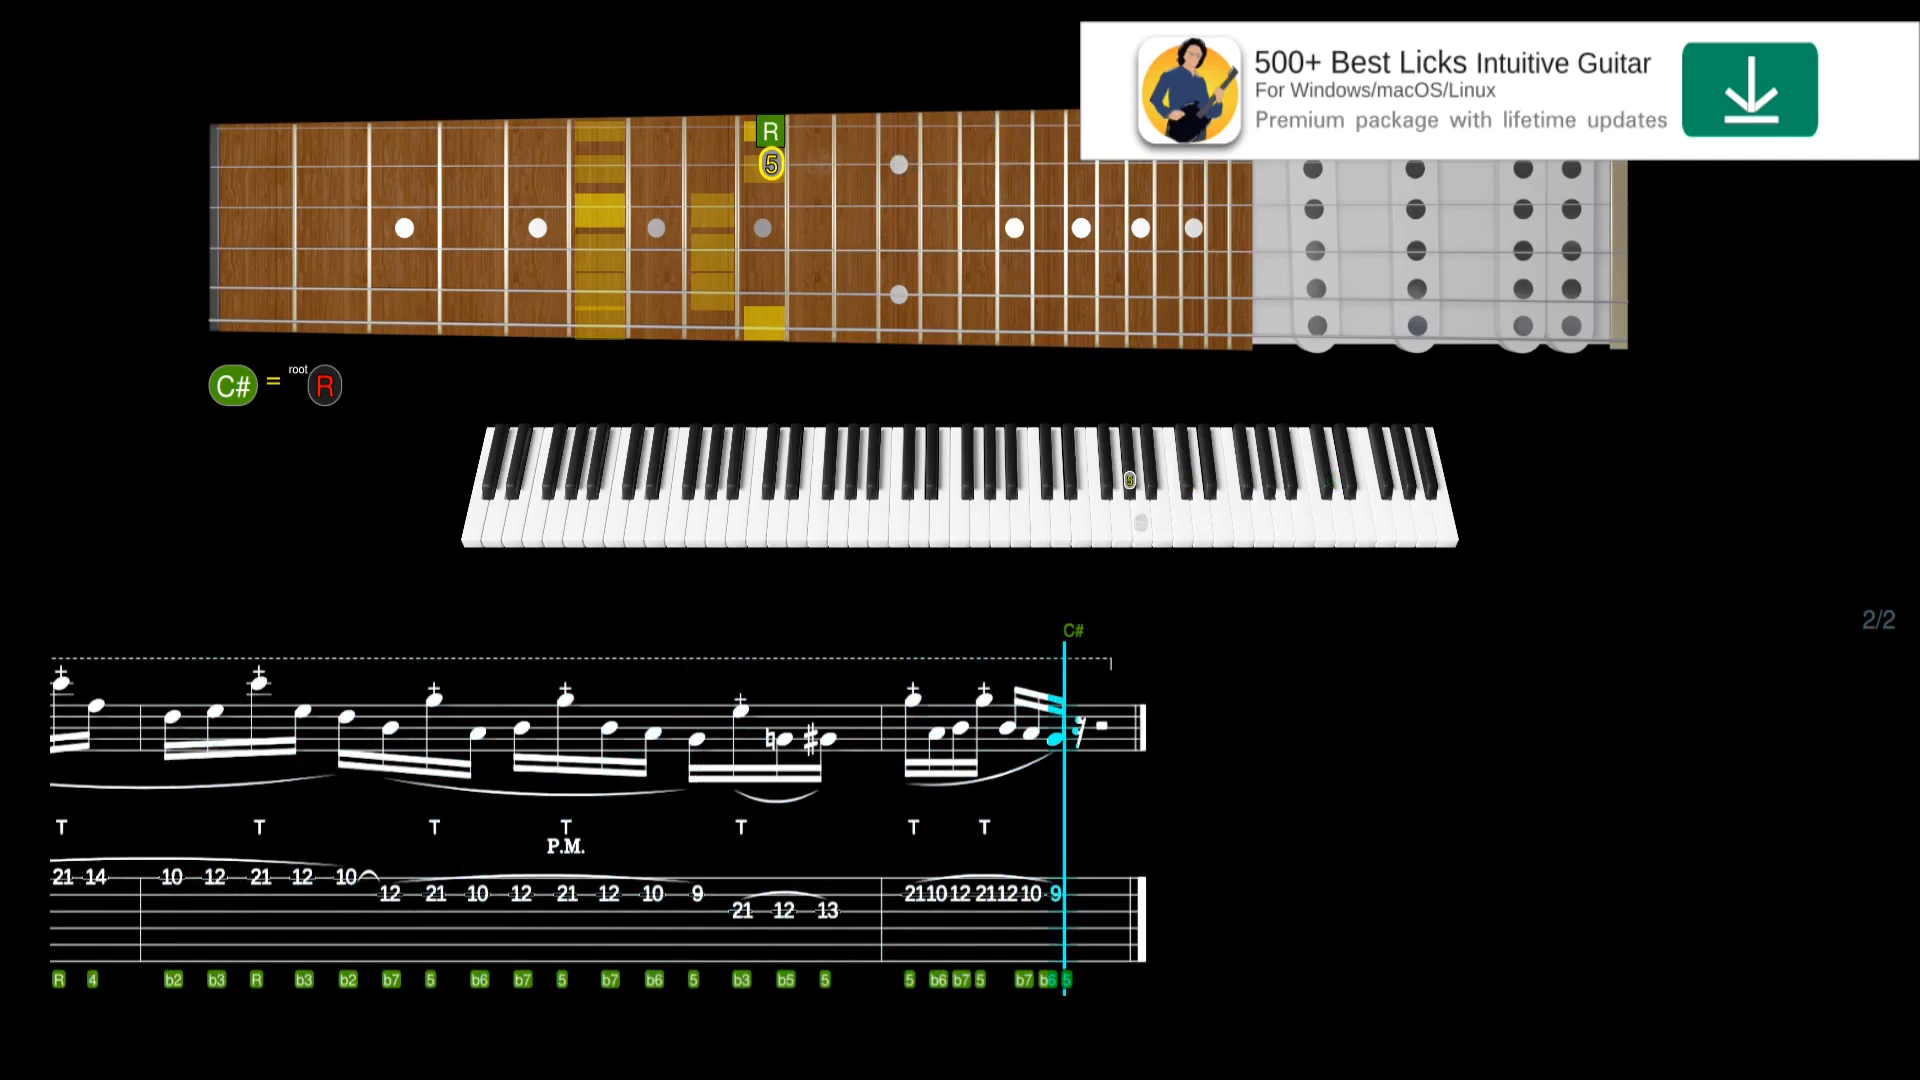 500+ Best Licks Intuitive Guitar
For Windows/macOS/Linux
Premium package with lifetime updates
R
5
C# = root R
5
2/2
C#
T T T T T T T
P.M.
21 14 10 12 21 12 10
12 21 10 12 21 12 10 9 21 10 12 21 12 10 9
21 12 13
R 4 b2 b3 R b3 b2 b7 5 b6 b7 5 b7 b6 5 b3 b5 5 5 b6 b7 5 b7 b6 5